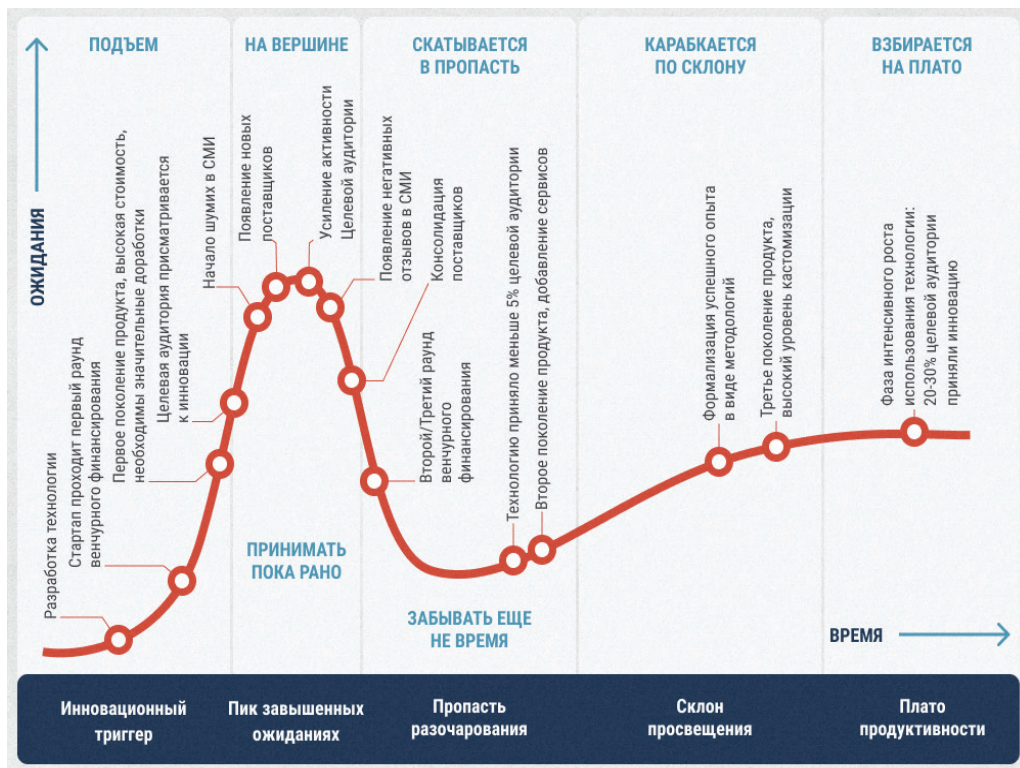 ПОДЪЕМ
НА ВЕРШИНЕ
СКАТЫВАЕТСЯ
В ПРОПАСТЬ
КАРАБКАЕТСЯ
ПО СКЛОНУ
ВЗБИРАЕТСЯ
НА ПЛАТО
ОЖИДАНИЯ
Разработка технологии
Стартап проходит первый раунд
венчурного финансирования
Первое поколение продукта, высокая стоимость,
необходимы значительные доработки
Целевая аудитория присматривается
к инновации
Начало шумих в СМИ
Появление новых
поставщиков
Усиление активности
Целевой аудитории
Появление негативных
отзывов в СМИ
Консолидация
поставщиков
Второй/Третий раунд
венчурного
финансирования
Технологию приняло меньше 5% целевой аудитории
Второе поколение продукта, добавление сервисов
Формализация успешного опыта
в виде методологий
Третье поколение продукта,
высокий уровень кастомизации
Фаза интенсивного роста
использования технологии:
20-30% целевой аудитории
приняли инновацию
ПРИНИМАТЬ
ПОКА РАНО
ЗАБЫВАТЬ ЕЩЕ
НЕ ВРЕМЯ
ВРЕМЯ
Инновационный
триггер
Пик завышенных
ожиданиях
Пропасть
разочарования
Склон
просвещения
Плато
продуктивности